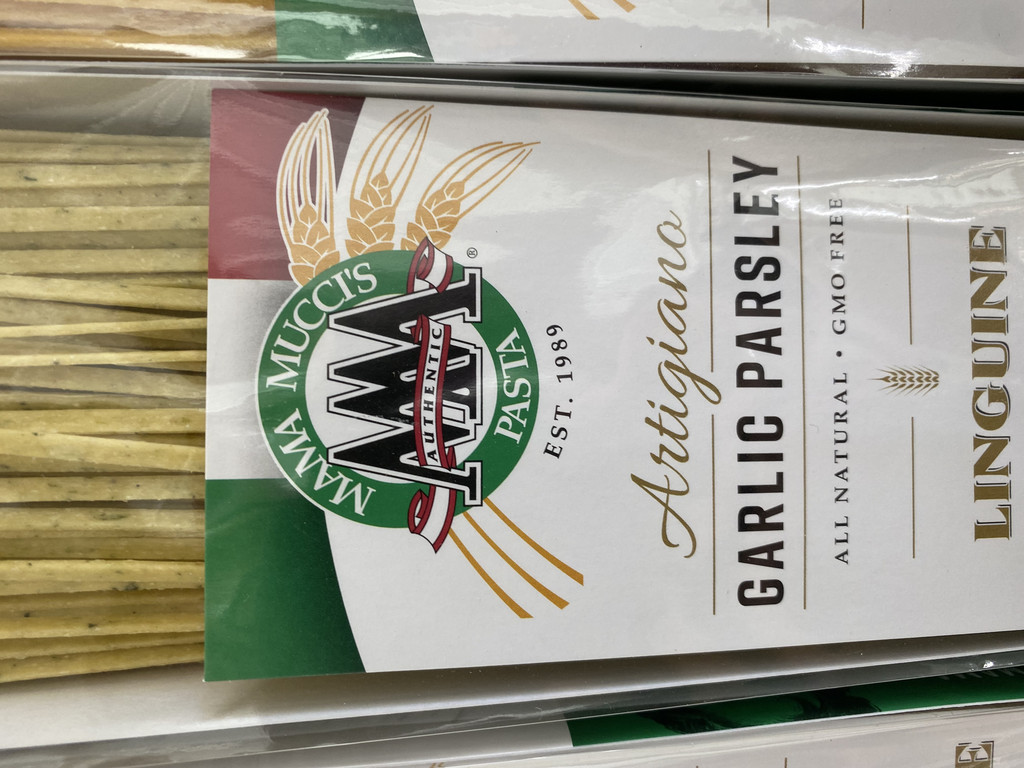 MAMA MUCCI'S
AUTHENTIC
PASTA
®
EST. 1989
Artigiano
GARLIC PARSLEY
ALL NATURAL • GMO FREE
LINGUINE